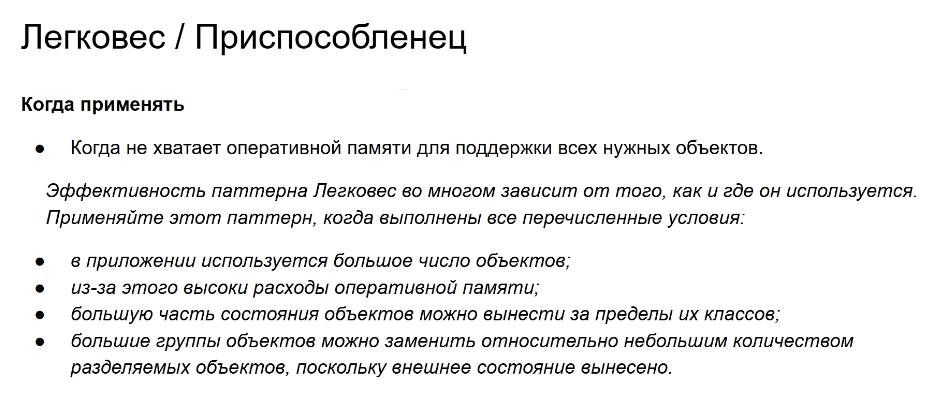 Легковес / Приспособленец
Когда применять
● Когда не хватает оперативной памяти для поддержки всех нужных объектов.
Эффективность паттерна Легковес во многом зависит от того, как и где он используется.
Применяйте этот паттерн, когда выполнены все перечисленные условия:
● в приложении используется большое число объектов;
● из-за этого высоки расходы оперативной памяти;
● большую часть состояния объектов можно вынести за пределы их классов;
● большие группы объектов можно заменить относительно небольшим количеством
разделяемых объектов, поскольку внешнее состояние вынесено.